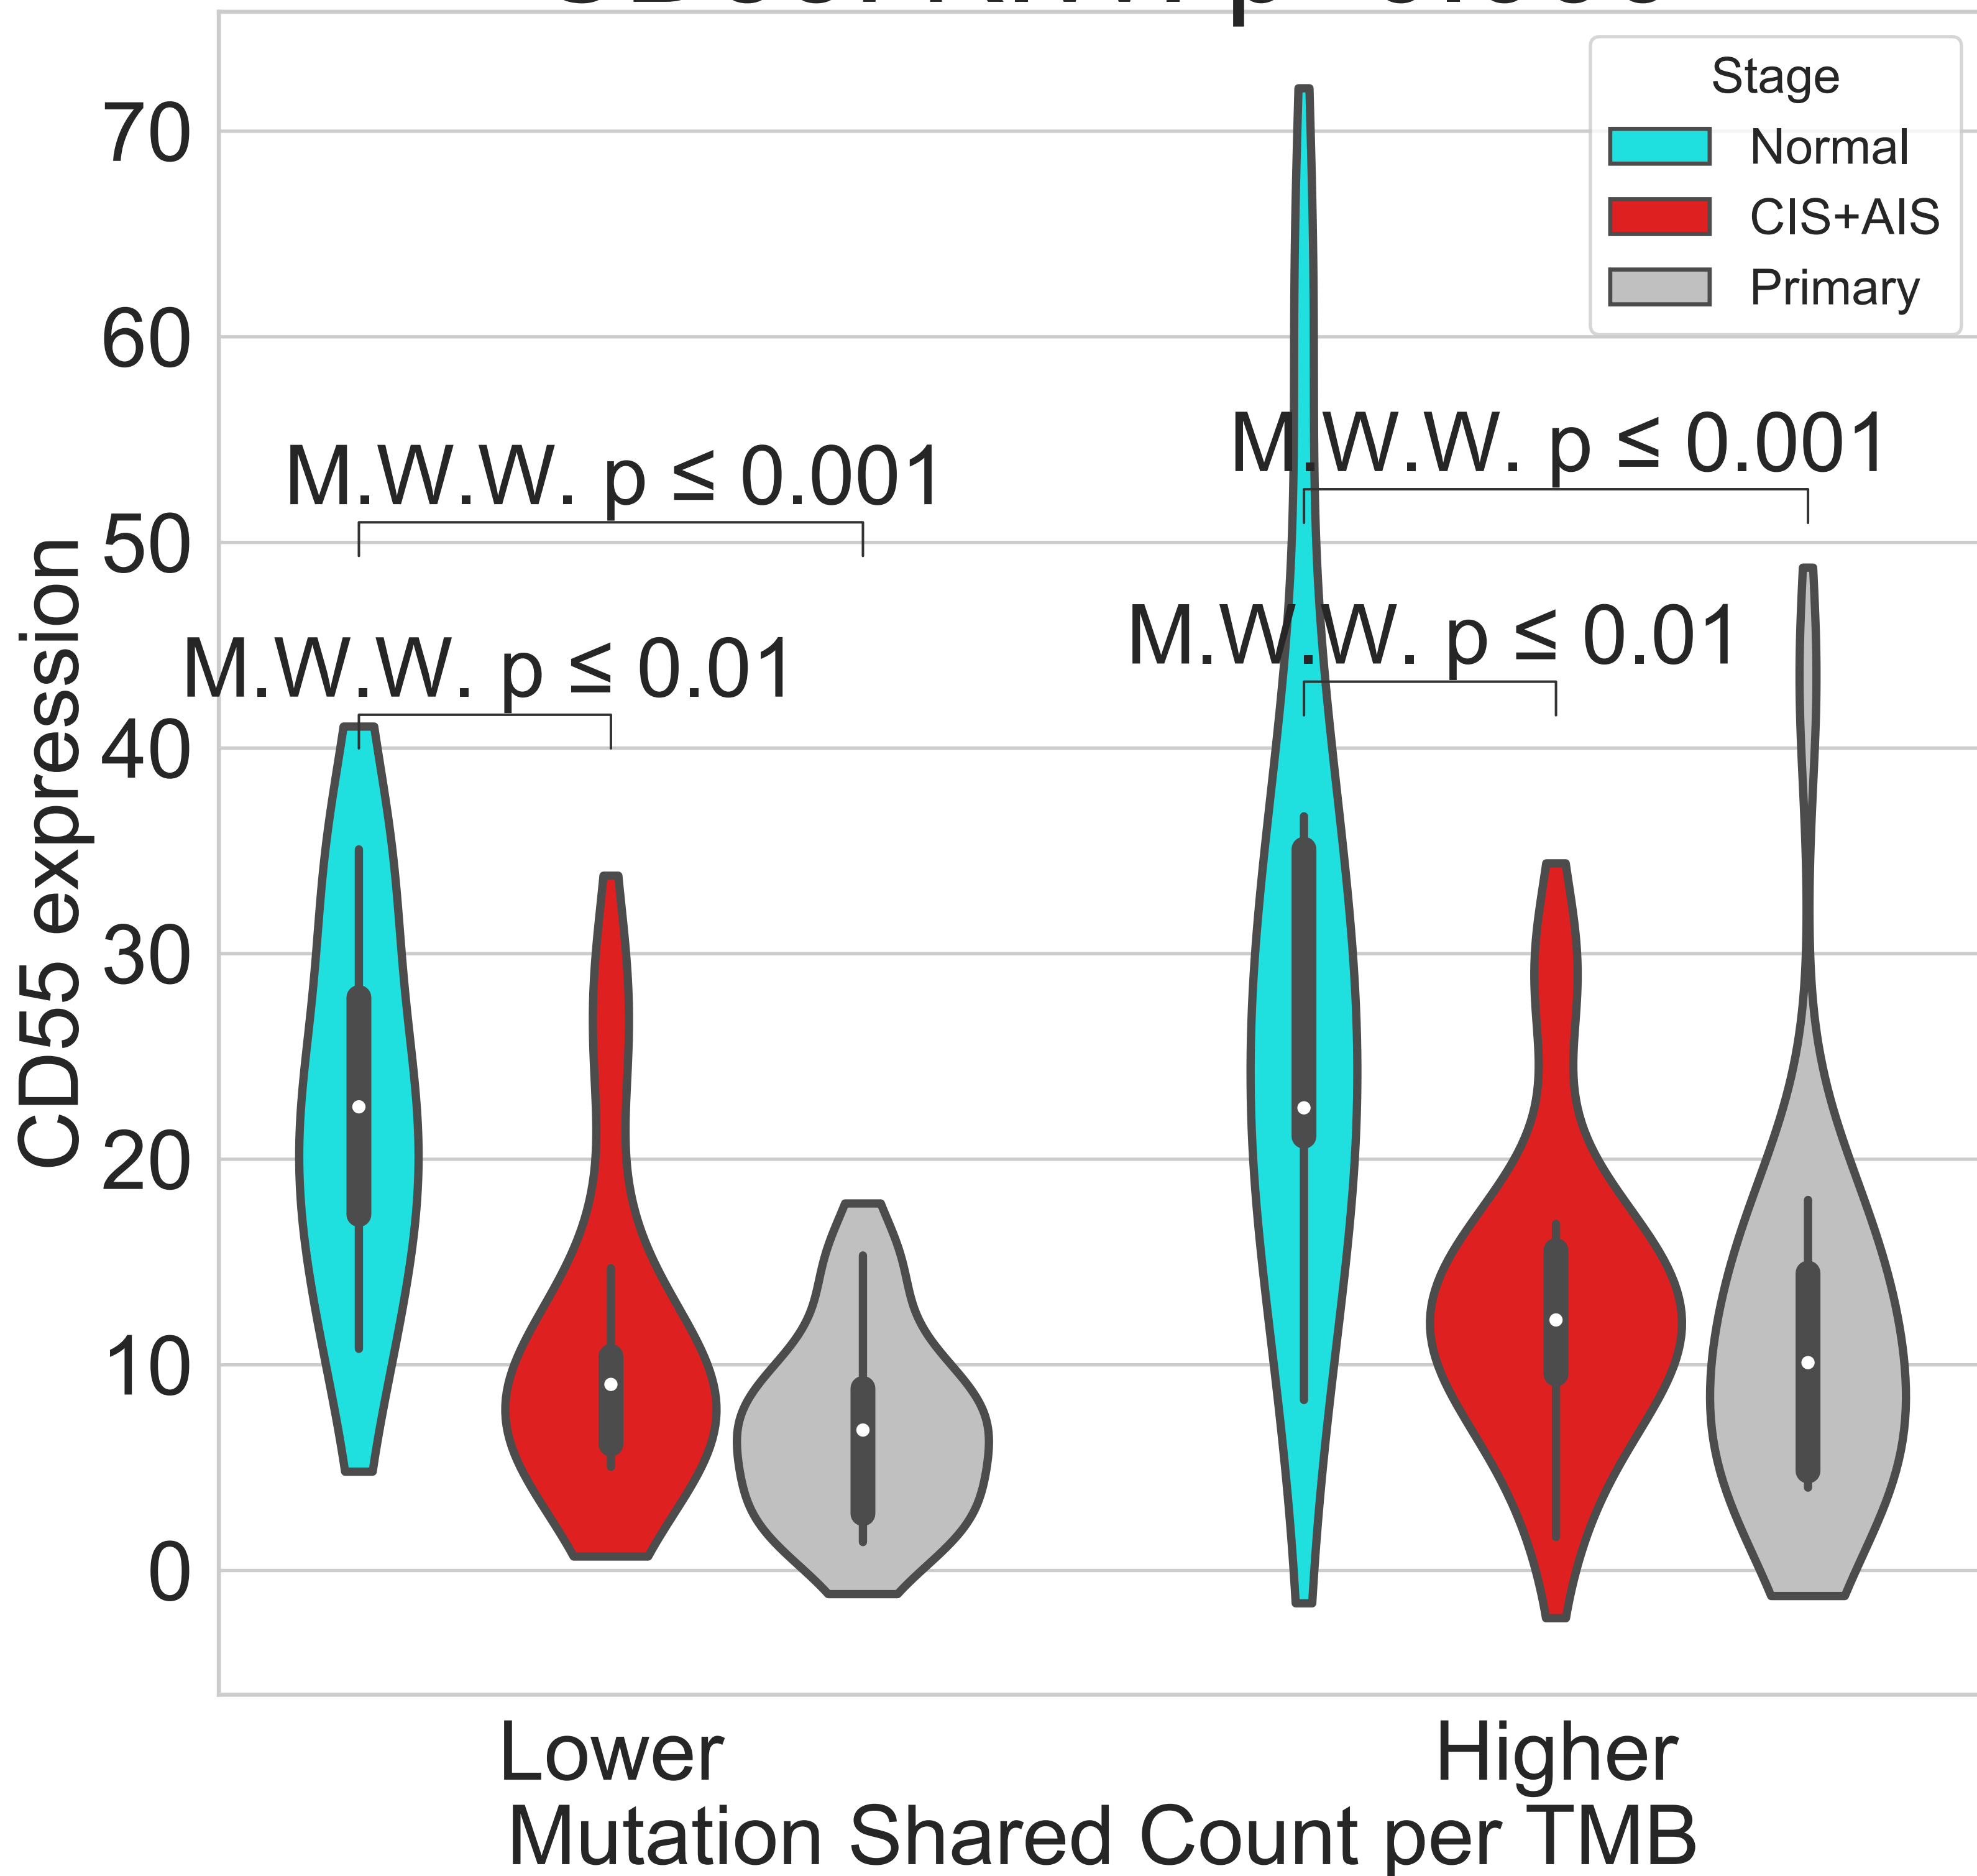 Stage
Normal
CIS+AIS
Primary
70
60
50
40
30
20
10
0
CD55 expression
M.W.W. p ≤ 0.001
M.W.W. p ≤ 0.01
M.W.W. p ≤ 0.001
M.W.W. p ≤ 0.01
Lower
Higher
Mutation Shared Count per TMB